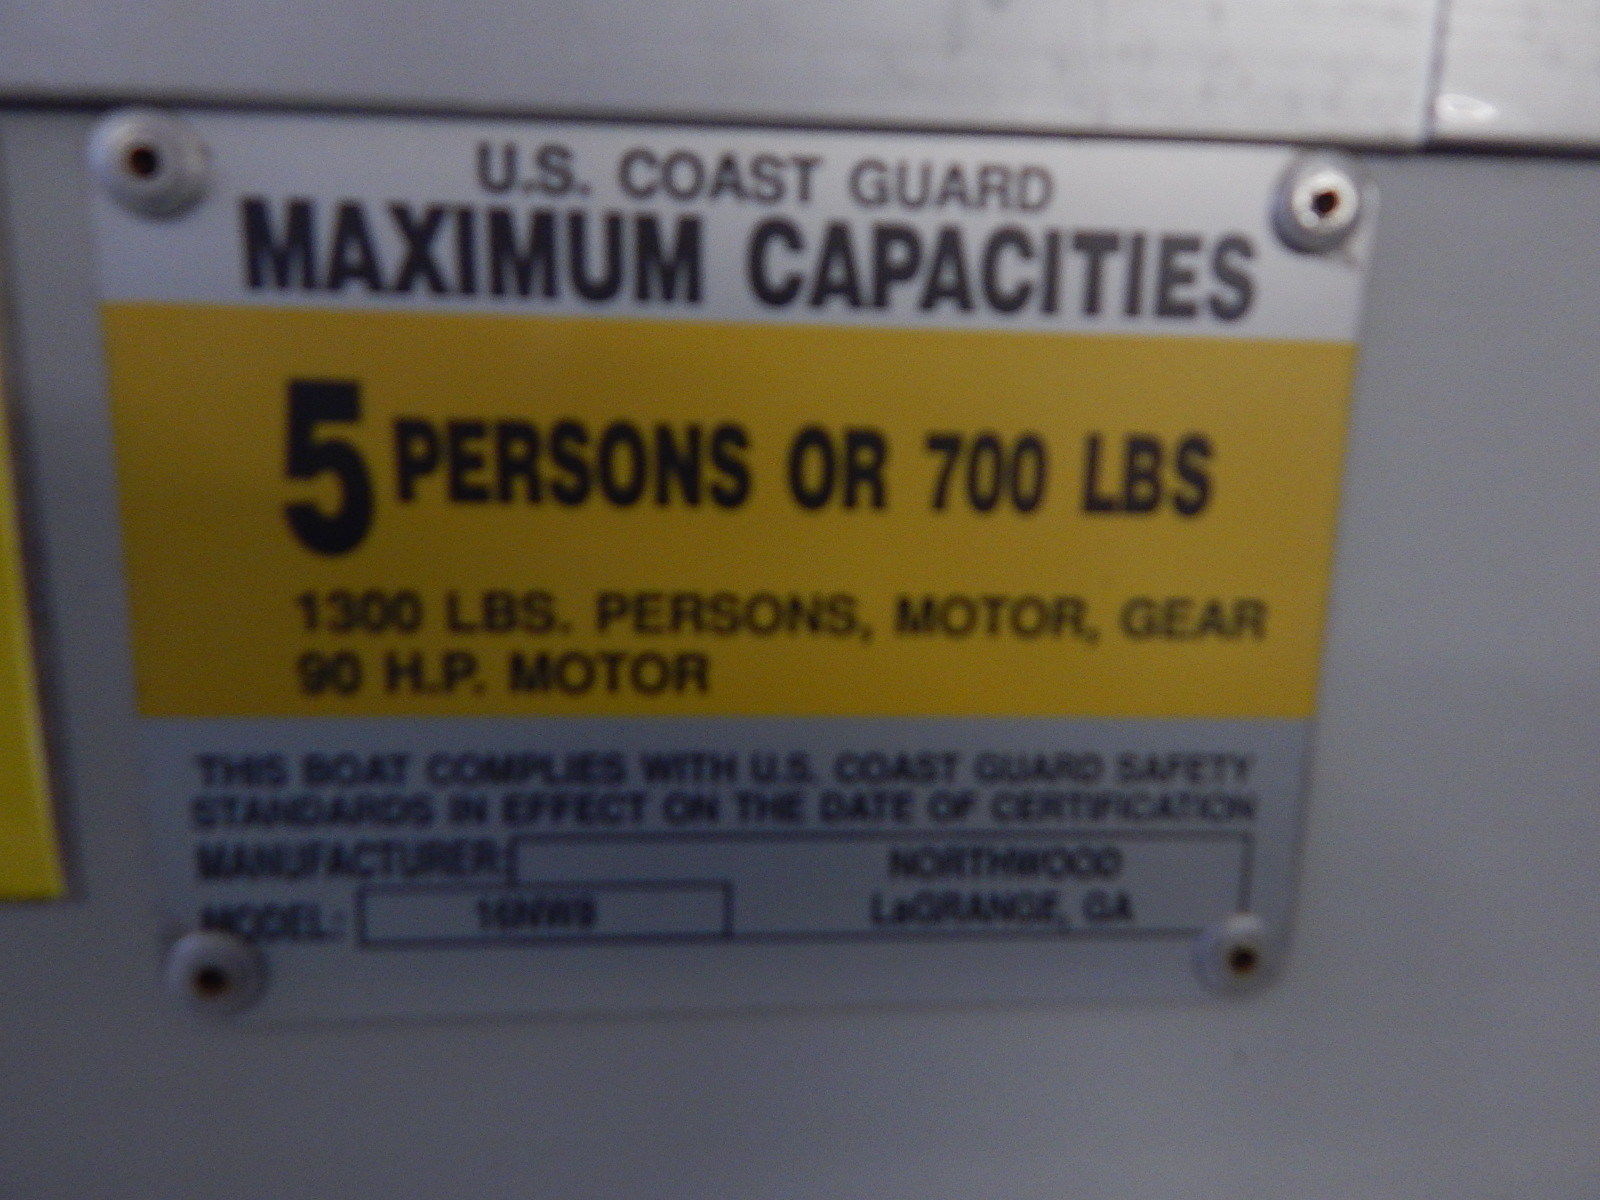 U.S. COAST GUARD
MAXIMUM CAPACITIES
5 PERSONS OR 700 LBS
1300 LBS. PERSONS, MOTOR, GEAR
90 H.P. MOTOR
THIS BOAT COMPLIES WITH U.S. COAST GUARD SAFETY
STANDARDS IN EFFECT ON THE DATE OF CERTIFICATION
MANUFACTURER: NORTHWOOD
MODEL: LaGRANGE, GA